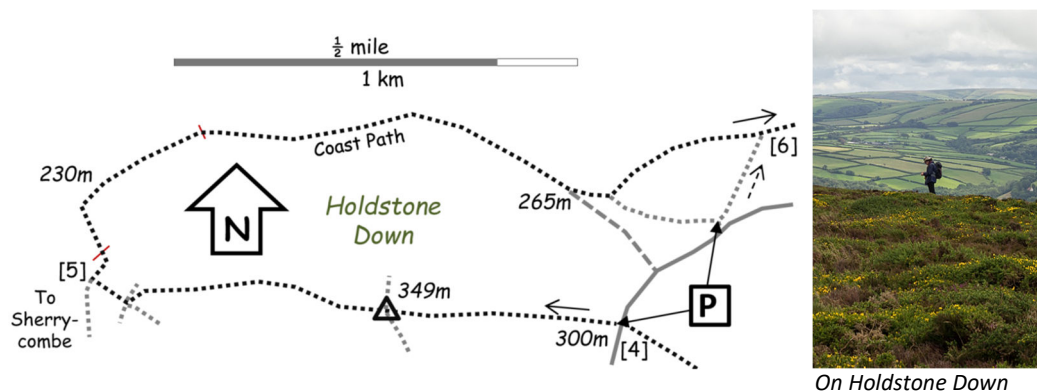 ½ mile
1 km
Coast Path
[6]
230m
265m
Holdstone
Down
N
[5]
To
Sherry-
combe
349m
P
300m
[4]
On Holdstone Down